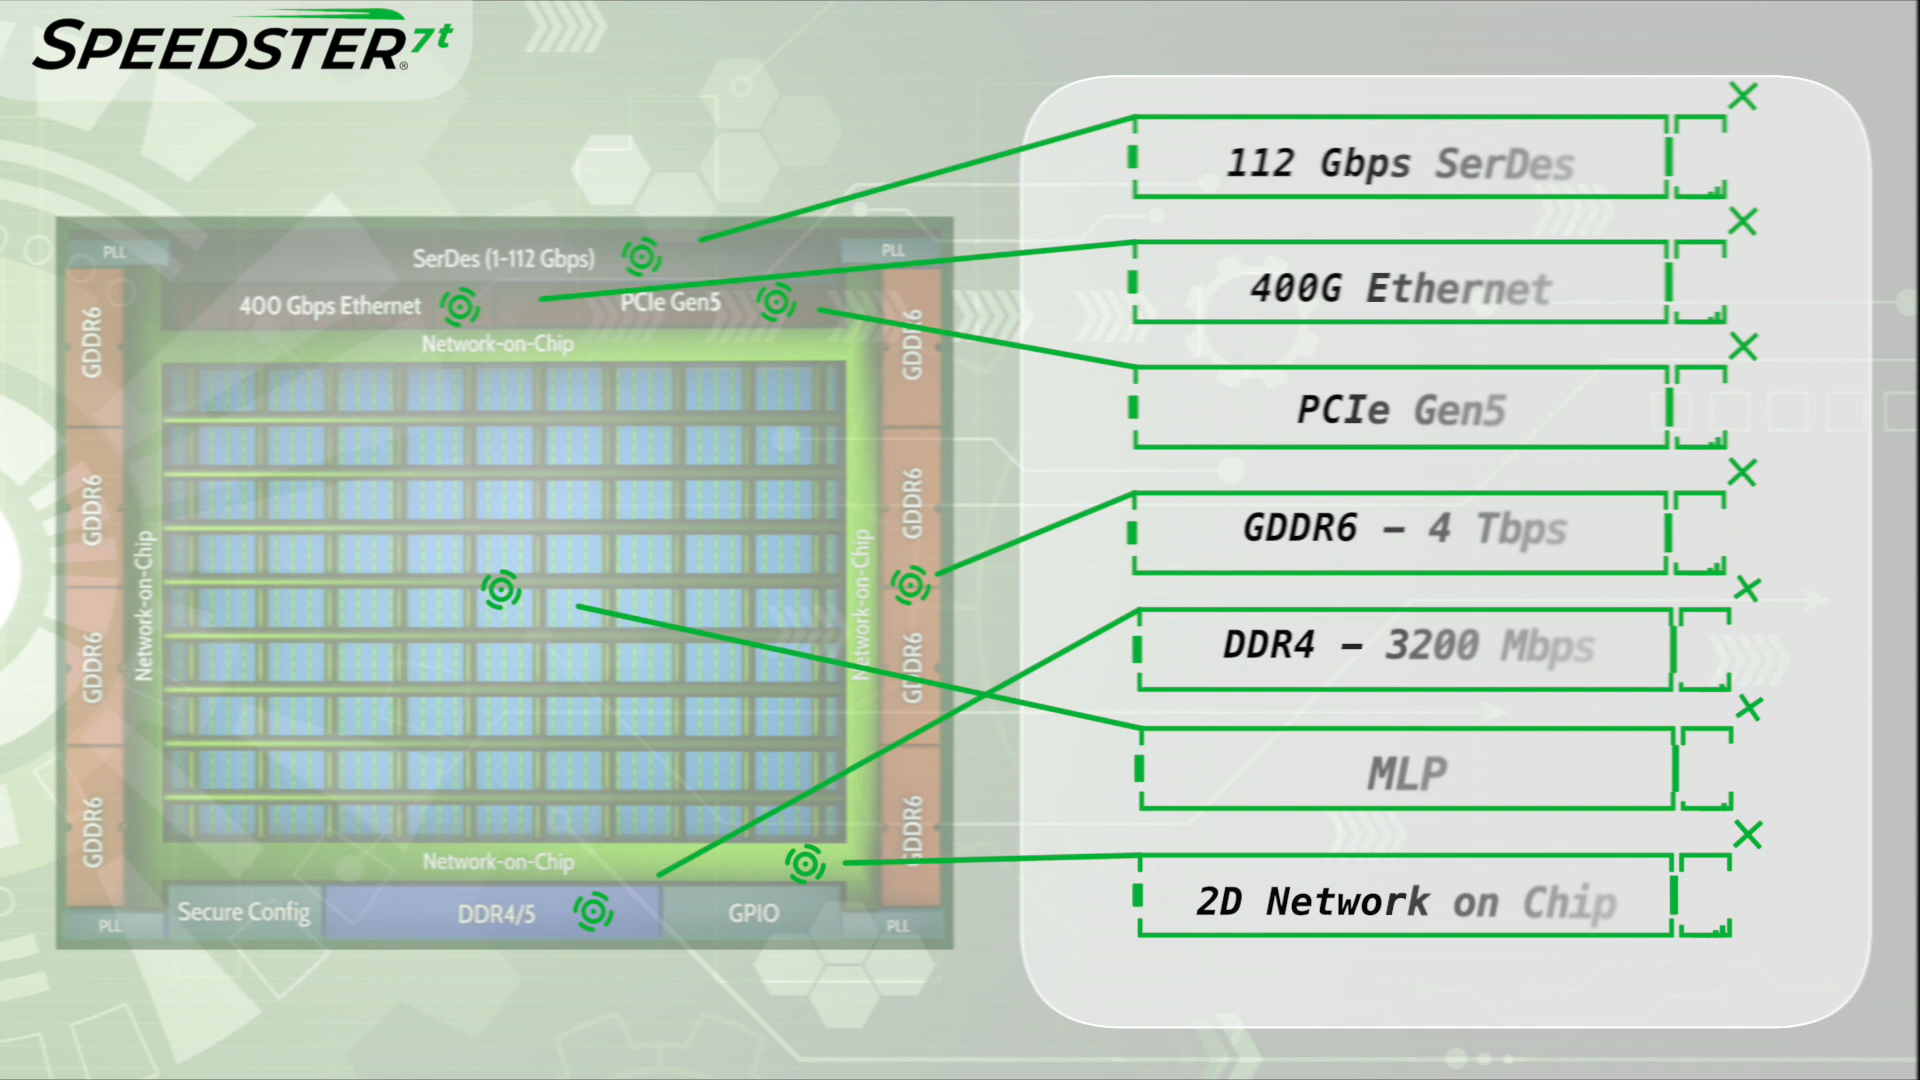 SPEEDSTER7t®
PLL
SerDes (1-112 Gbps)
PLL
400 Gbps Ethernet
PCIe Gen5
Network-on-Chip
GDDR6
GDDR6
GDDR6
GDDR6
Network-on-Chip
Network-on-Chip
GDDR6
GDDR6
GDDR6
GDDR6
Network-on-Chip
Secure Config
DDR4/5
GPIO
PLL
PLL
112 Gbps SerDes
400G Ethernet
PCIe Gen5
GDDR6 – 4 Tbps
DDR4 – 3200 Mbps
MLP
2D Network on Chip